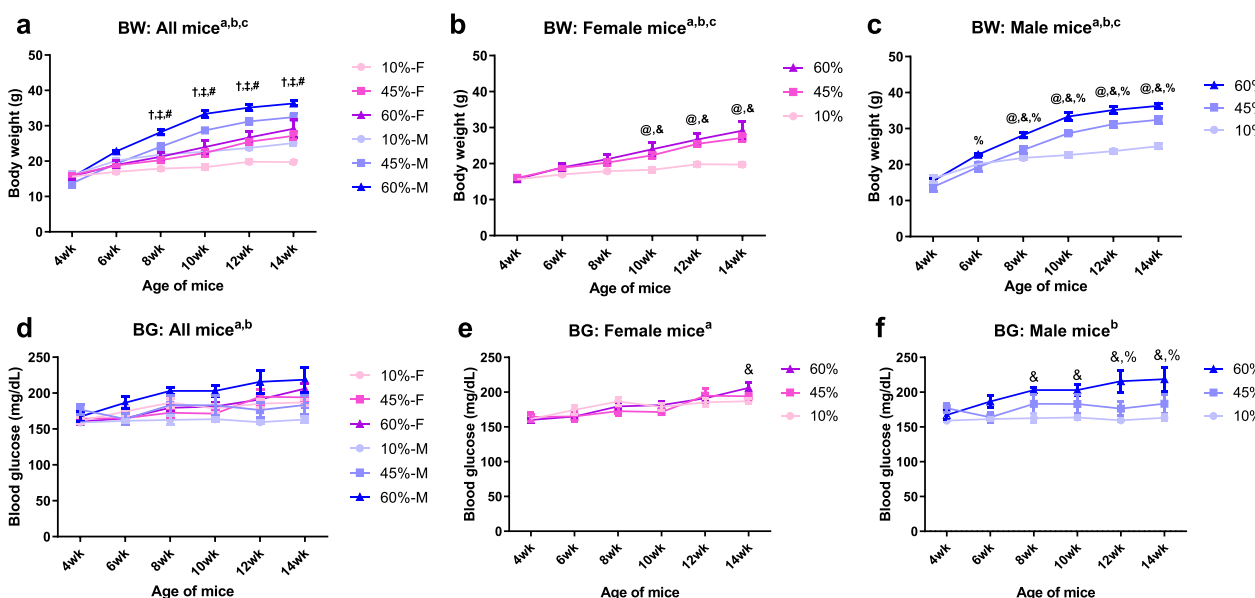 a
BW: All mice^a,b,c
Body weight (g)
50
40
30
20
10
0
†,‡,#
†,‡,#
†,‡,#
†,‡,#
4wk
6wk
8wk
10wk
12wk
14wk
Age of mice
10%-F
45%-F
60%-F
10%-M
45%-M
60%-M
b
BW: Female mice^a,b,c
Body weight (g)
50
40
30
20
10
0
@,&
@,&
@,&
4wk
6wk
8wk
10wk
12wk
14wk
Age of mice
60%
45%
10%
c
BW: Male mice^a,b,c
Body weight (g)
50
40
30
20
10
0
%
@,&,%
@,&,%
@,&,%
@,&,%
4wk
6wk
8wk
10wk
12wk
14wk
Age of mice
60%
45%
10%
d
BG: All mice^a,b
Blood glucose (mg/dL)
250
200
150
100
50
0
4wk
6wk
8wk
10wk
12wk
14wk
Age of mice
10%-F
45%-F
60%-F
10%-M
45%-M
60%-M
e
BG: Female mice^a
Blood glucose (mg/dL)
250
200
150
100
50
0
&
4wk
6wk
8wk
10wk
12wk
14wk
Age of mice
60%
45%
10%
f
BG: Male mice^b
Blood glucose (mg/dL)
250
200
150
100
50
0
&
&
&,%
&,%
4wk
6wk
8wk
10wk
12wk
14wk
Age of mice
60%
45%
10%